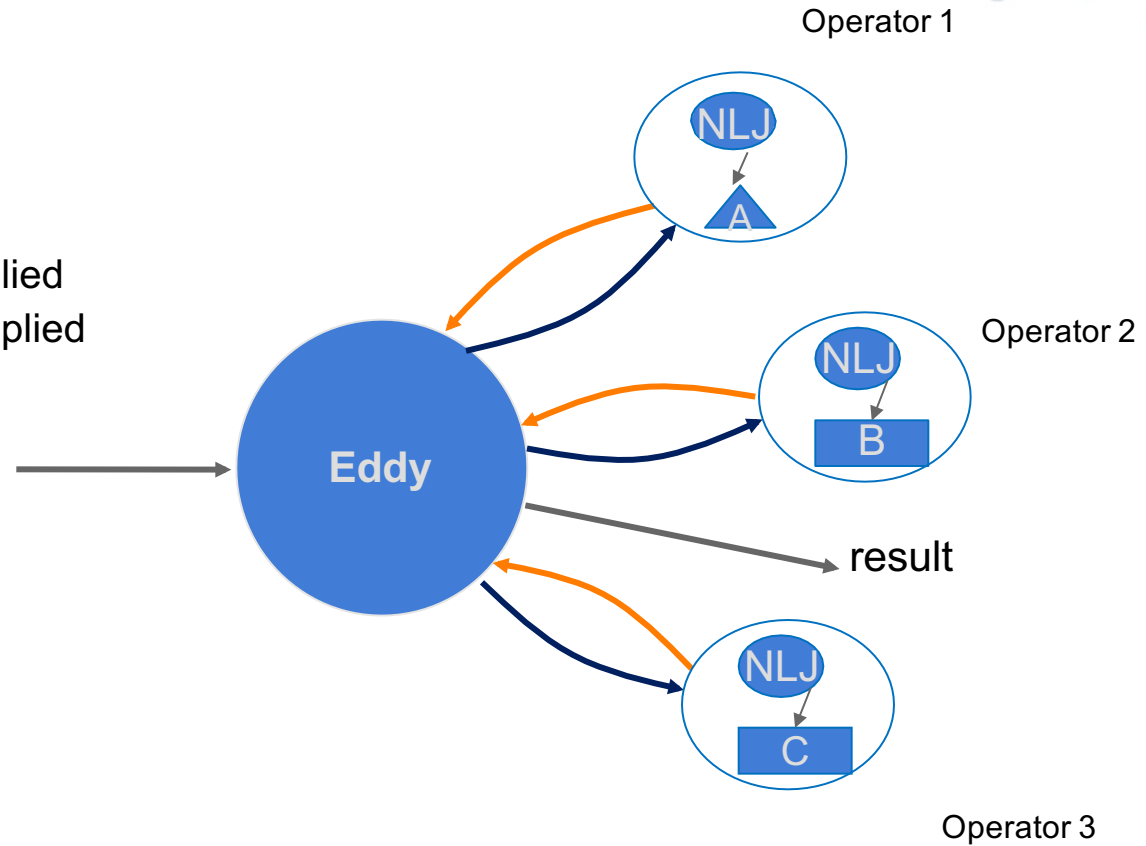 Operator 1
NLJ
A
lied
plied
Operator 2
NLJ
B
Eddy
result
NLJ
C
Operator 3